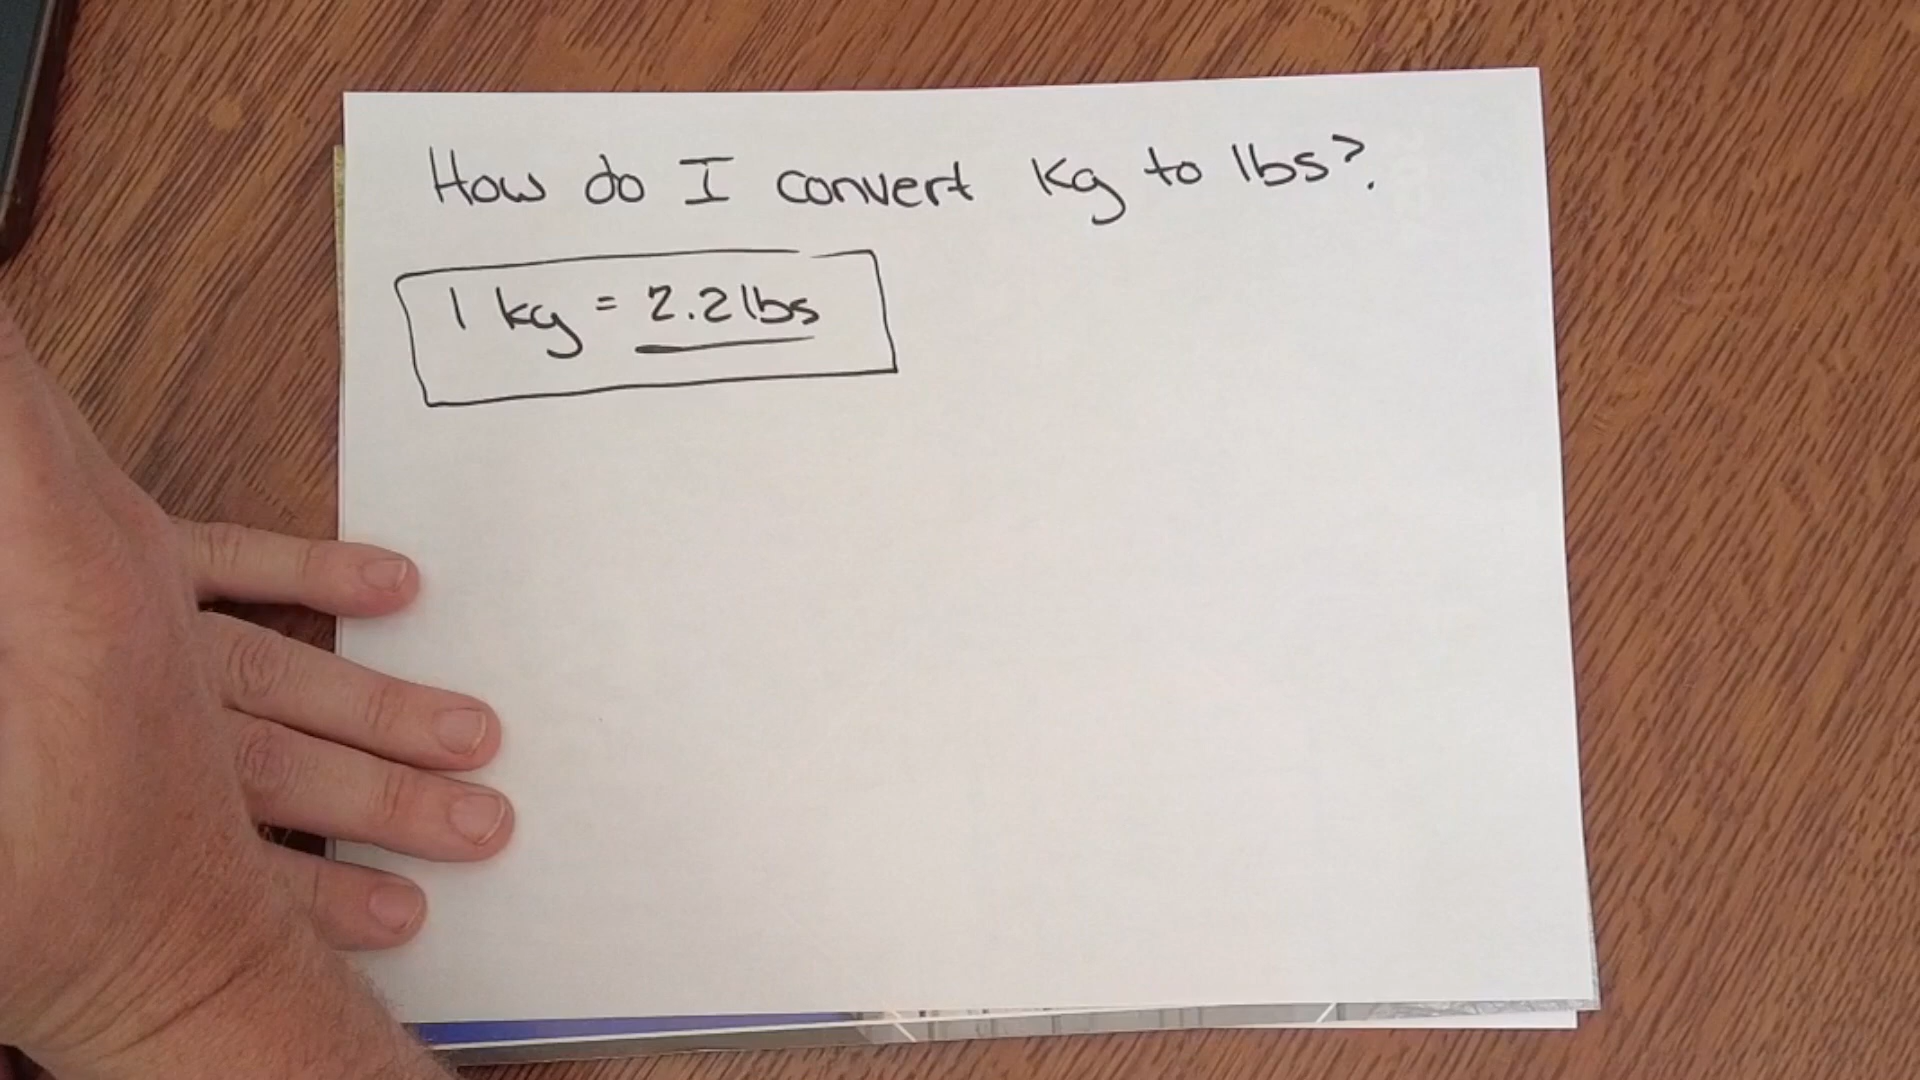 How do I convert kg to lbs?
1 kg = 2.2 lbs